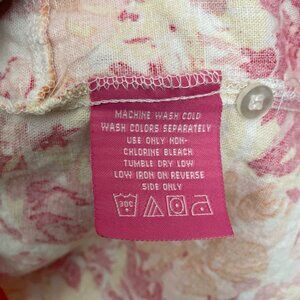 MACHINE WASH COLD
WASH COLORS SEPARATELY
USE ONLY NON-
CHLORINE BLEACH
TUMBLE DRY LOW
LOW IRON ON REVERSE
SIDE ONLY
30C